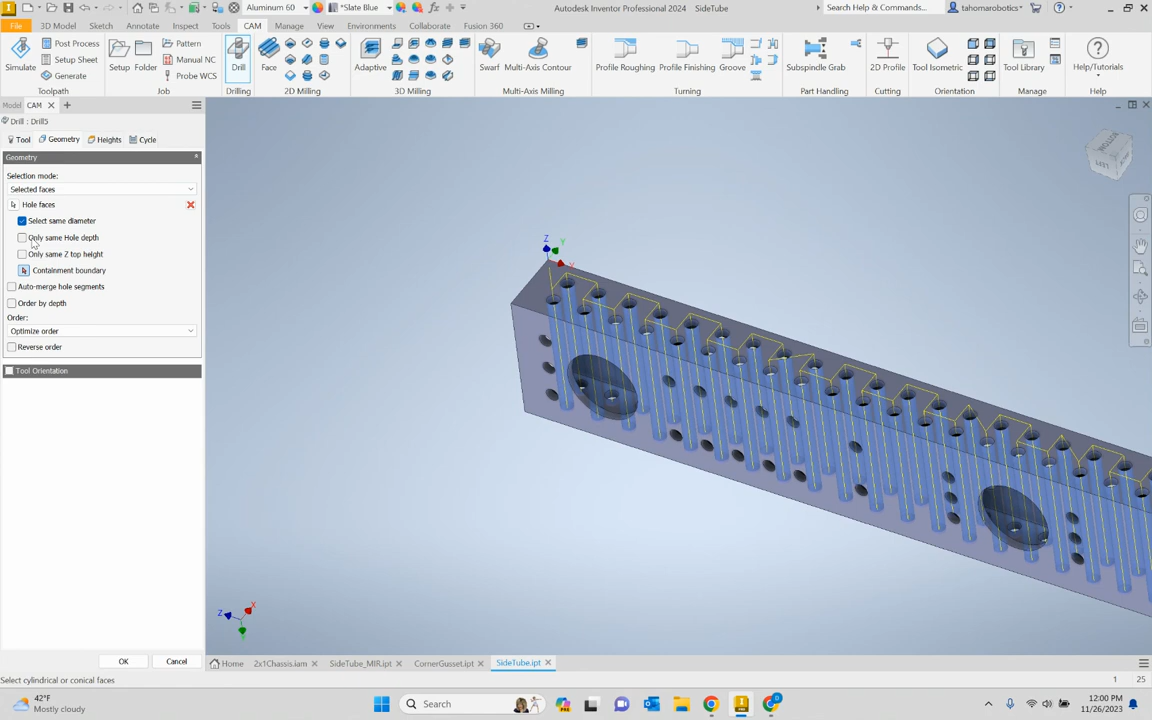 Aluminum 60
*Slate Blue
Autodesk Inventor Professional 2024
SideTube
Search Help & Commands...
tahomarobotics
File
3D Model
Sketch
Annotate
Inspect
Tools
CAM
Manage
View
Environments
Collaborate
Fusion 360
Simulate
Post Process
Setup Sheet
Generate
Toolpath
Setup
Folder
Pattern
Manual NC
Probe WCS
Job
Drill
Drilling
Face
2D Milling
Adaptive
3D Milling
Swarf
Multi-Axis Contour
Multi-Axis Milling
Profile Roughing
Profile Finishing
Groove
Turning
Subspindle Grab
Part Handling
2D Profile
Cutting
Tool Isometric
Orientation
Tool Library
Manage
Help/Tutorials
Help
Model
CAM
Drill : Drill5
Tool
Geometry
Heights
Cycle
Geometry
Selection mode:
Selected faces
Hole faces
Select same diameter
Only same Hole depth
Only same Z top height
Containment boundary
Auto-merge hole segments
Order by depth
Order:
Optimize order
Reverse order
Tool Orientation
OK
Cancel
Z
Y
X
X
Z
Y
Home
2x1Chassis.iam
SideTube_MIR.ipt
CornerGusset.ipt
SideTube.ipt
Select cylindrical or conical faces
1
25
42°F
Mostly cloudy
Search
12:00 PM
11/26/2023